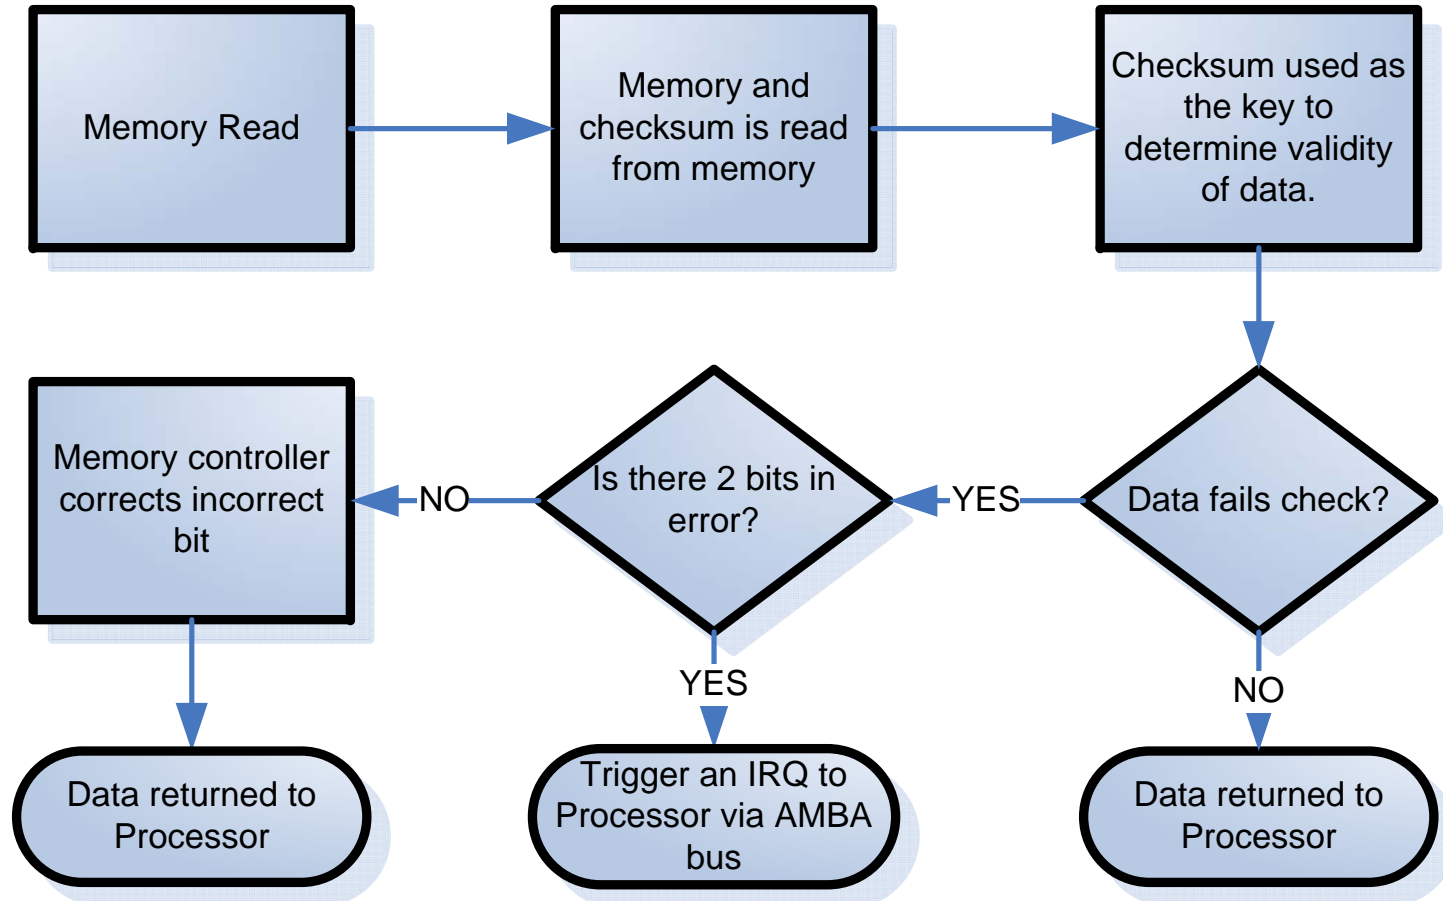 Memory Read
Memory and
checksum is read
from memory
Checksum used as
the key to
determine validity
of data.
Data fails check?
YES
Is there 2 bits in
error?
NO
Memory controller
corrects incorrect
bit
YES
NO
Data returned to
Processor
Trigger an IRQ to
Processor via AMBA
bus
Data returned to
Processor